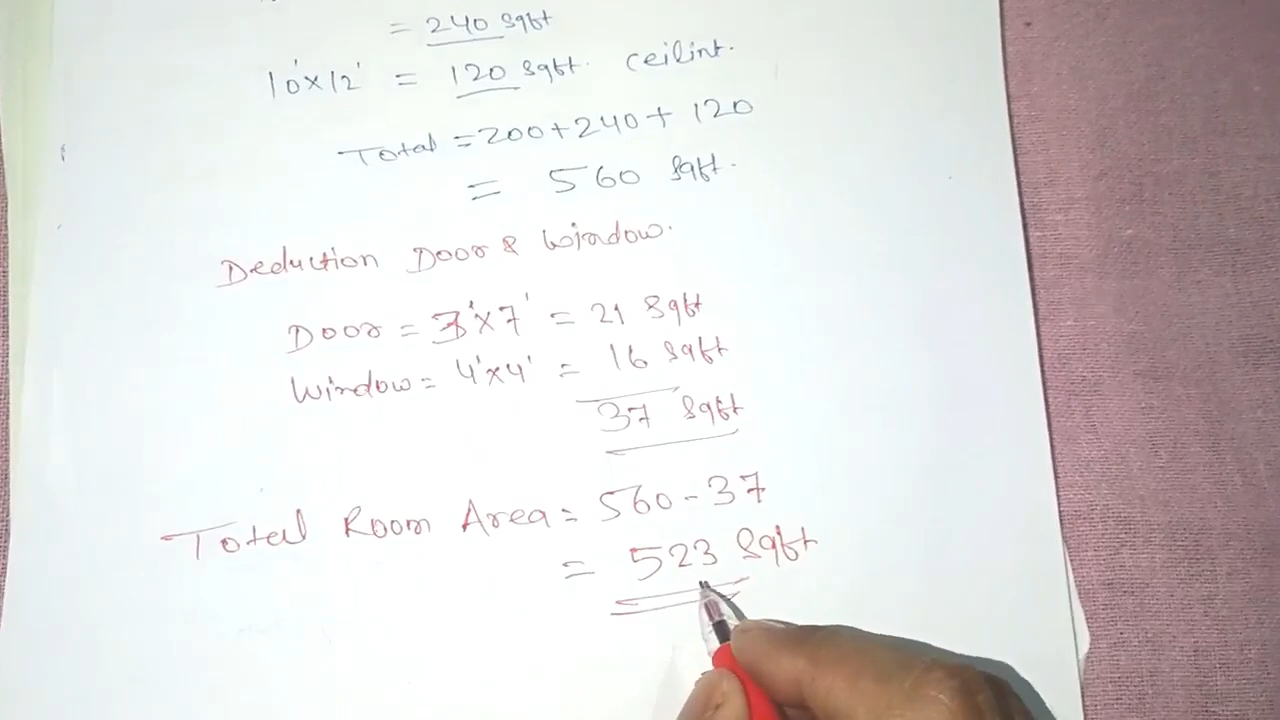 = 240 Sqft
10'x12' = 120 Sqft. ceilint.
Total = 200+240+ 120
= 560 Sqft.
Deduction Door & Window.
Door = 3'x7' = 21 Sqft
Window = 4'x4' = 16 Sqft
37 Sqft
Total Room Area = 560-37
= 523 Sqft